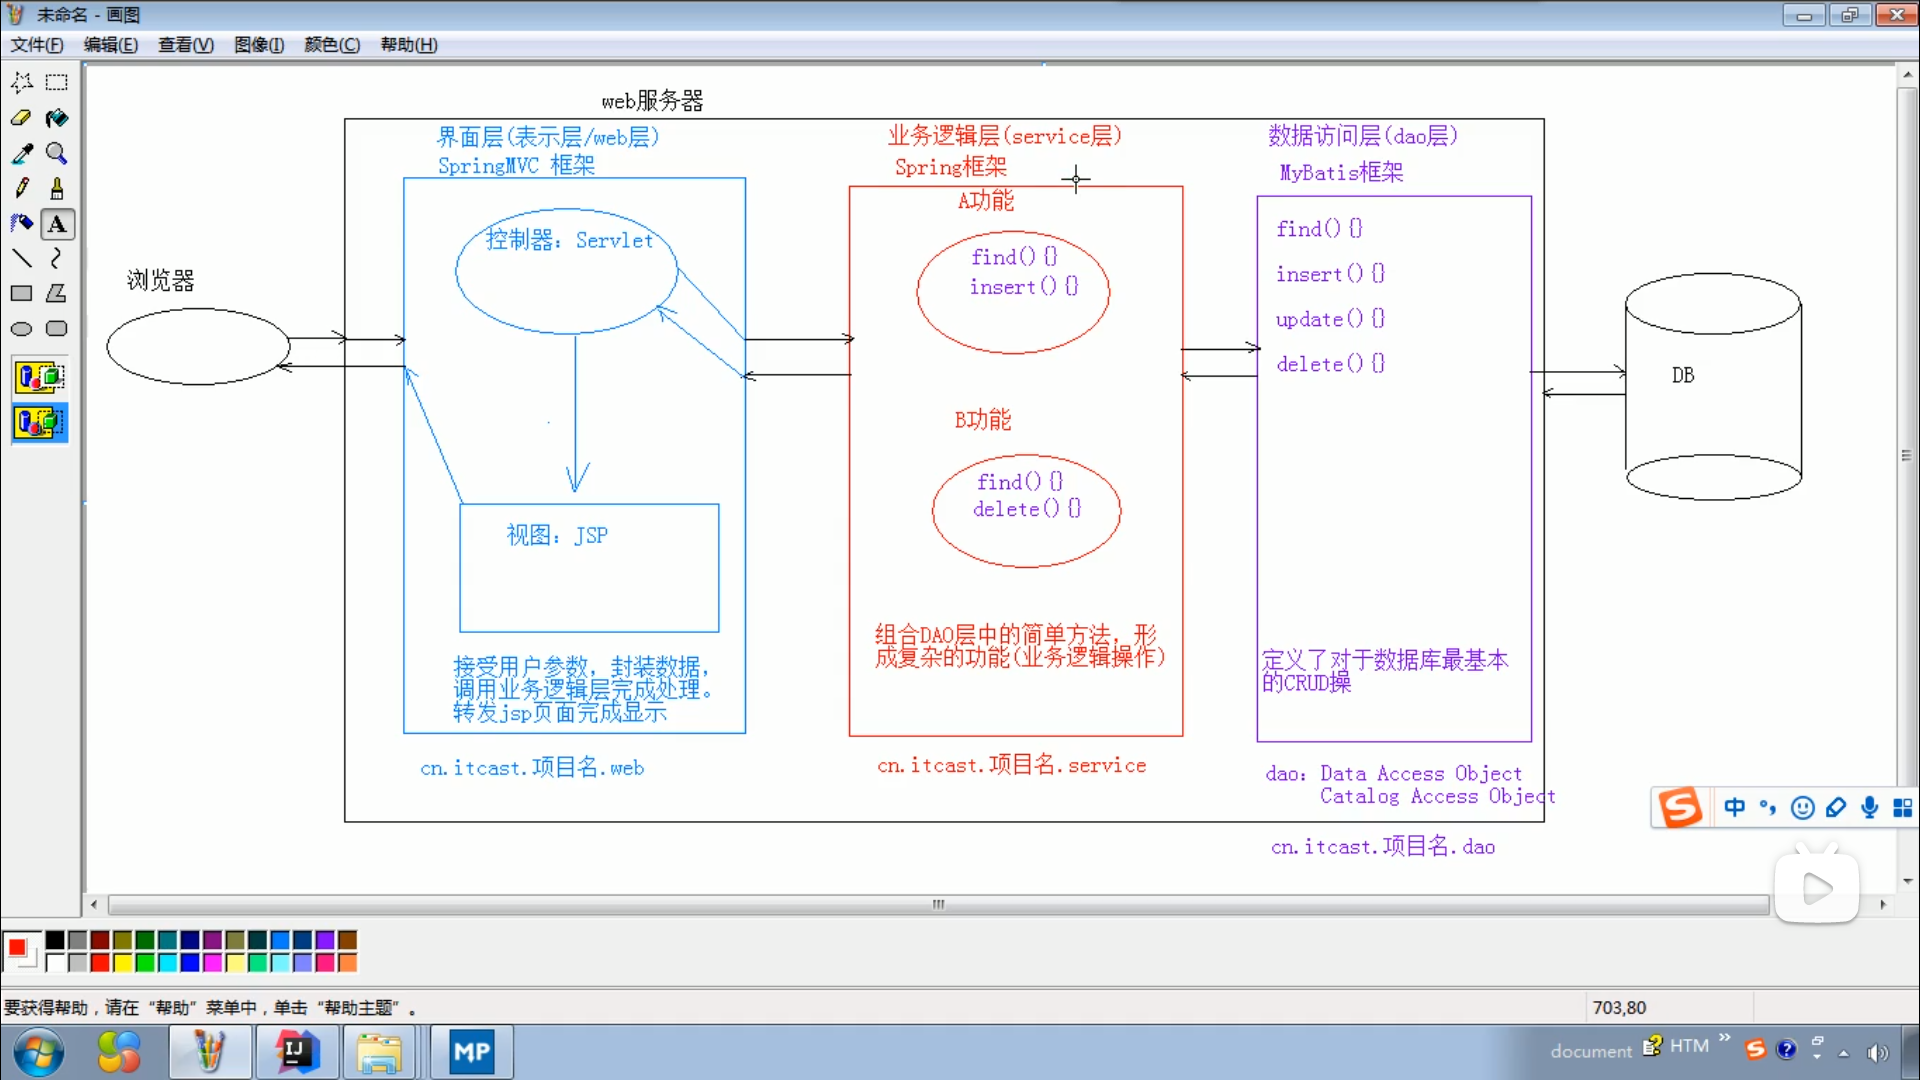 未命名 - 画图
文件(F) 编辑(E) 查看(V) 图像(I) 颜色(C) 帮助(H)
web服务器
界面层(表示层/web层)
SpringMVC 框架
业务逻辑层(service层)
Spring框架
数据访问层(dao层)
MyBatis框架
浏览器
控制器：Servlet
视图：JSP
接受用户参数，封装数据，
调用业务逻辑层完成处理。
转发jsp页面完成显示
cn.itcast.项目名.web
A功能
find(){}
insert(){}
B功能
find(){}
delete(){}
组合DAO层中的简单方法，形
成复杂的功能(业务逻辑操作)
cn.itcast.项目名.service
find(){}
insert(){}
update(){}
delete(){}
定义了对于数据库最基本
的CRUD操
dao：Data Access Object
Catalog Access Object
cn.itcast.项目名.dao
DB
中
要获得帮助，请在“帮助”菜单中，单击“帮助主题”。
703,80
IJ
MP
document
HTM